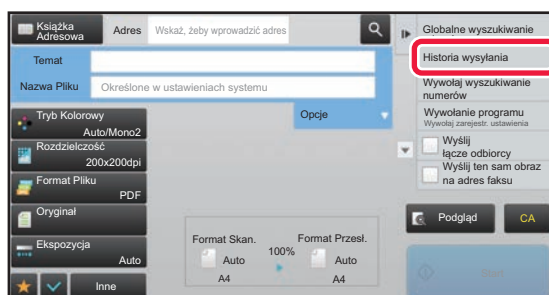 Książka
Adresowa
Adres
Wskaż, żeby wprowadzić adres
Globalne wyszukiwanie
Temat
Historia wysyłania
Nazwa Pliku
Określone w ustawieniach systemu
Wywołaj wyszukiwanie
numerów
Tryb Kolorowy
Auto/Mono2
Opcje
Wywołanie programu
Wywołaj zarejestr. ustawienia
Rozdzielczość
200x200dpi
Wyślij
łącze odbiorcy
Wyślij ten sam obraz
na adres faksu
Format Pliku
PDF
Oryginał
Podgląd
CA
Ekspozycja
Auto
Format Skan.
Auto
A4
100%
Format Przesł.
Auto
A4
Inne
Start